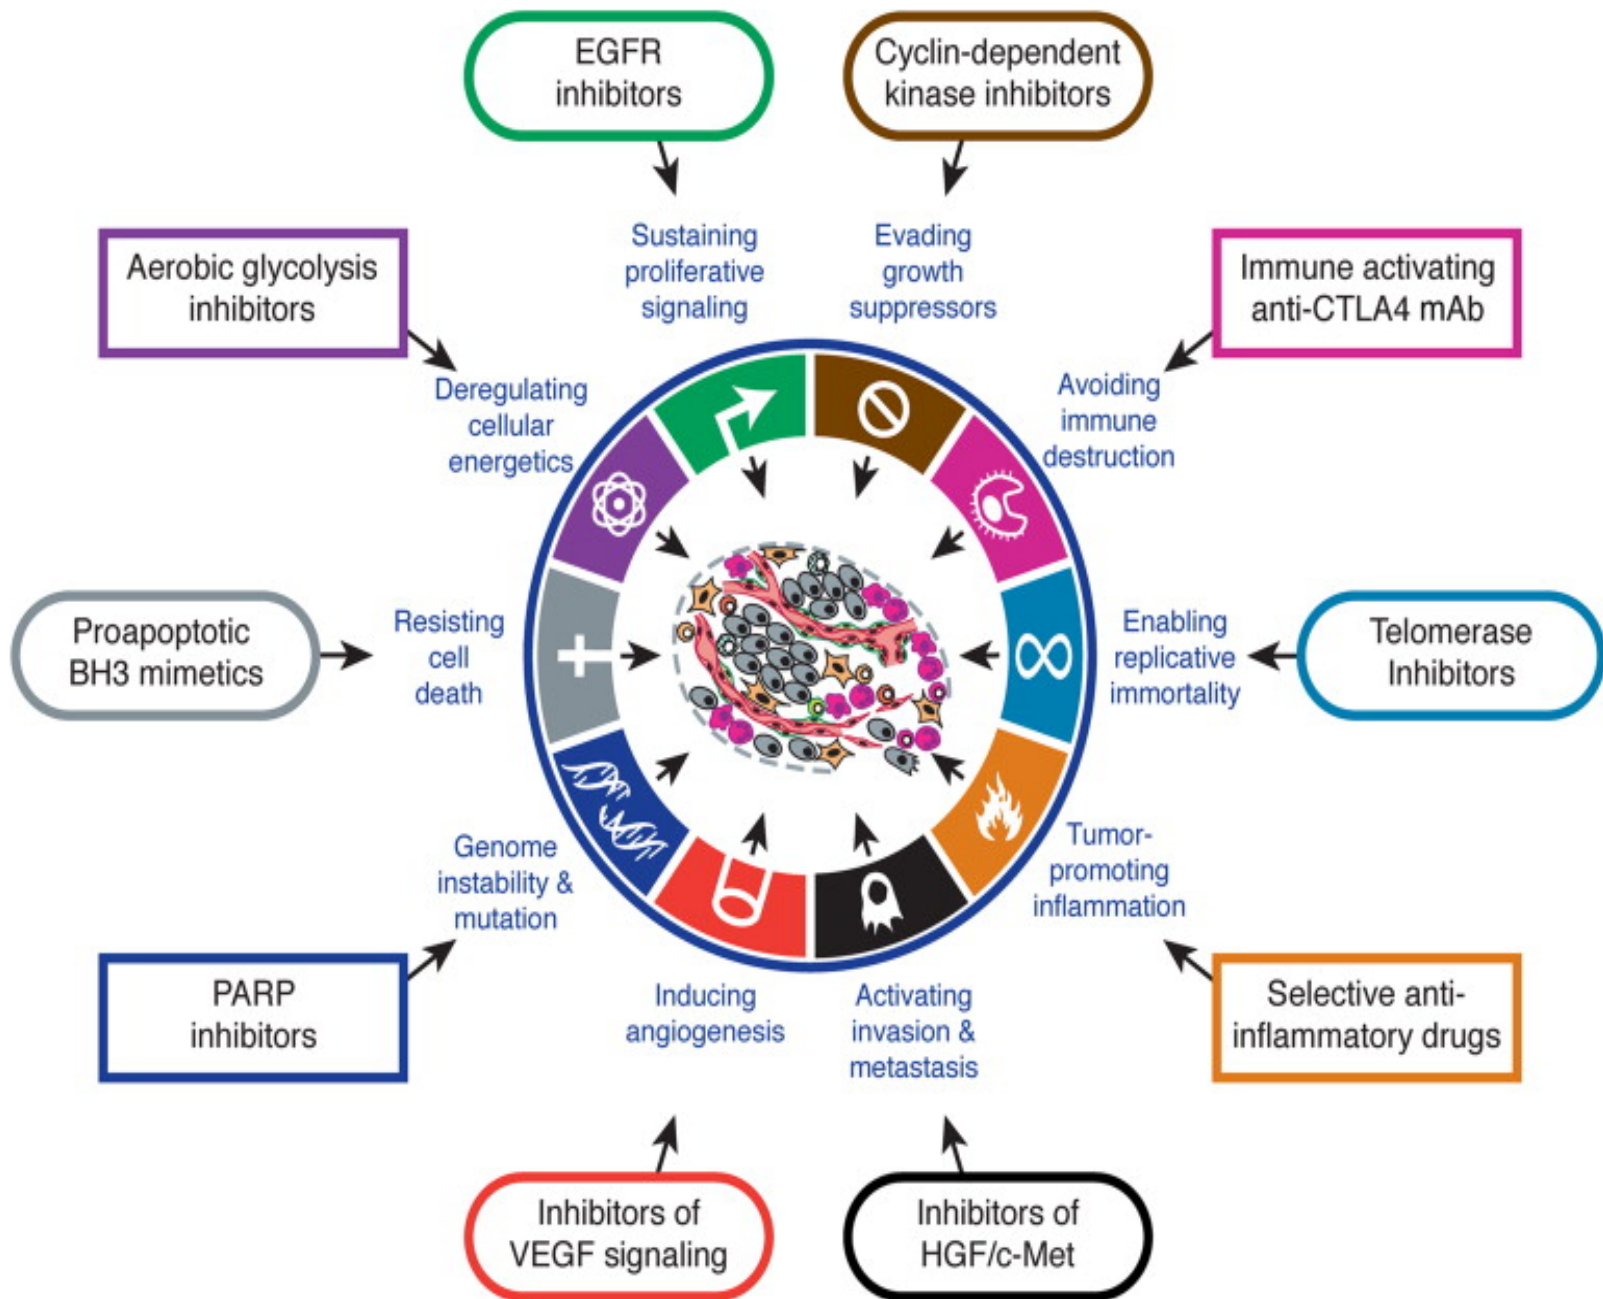 EGFR
inhibitors
Cyclin-dependent
kinase inhibitors
Sustaining
proliferative
signaling
Evading
growth
suppressors
Aerobic glycolysis
inhibitors
Immune activating
anti-CTLA4 mAb
Deregulating
cellular
energetics
Avoiding
immune
destruction
Proapoptotic
BH3 mimetics
Resisting
cell
death
Enabling
replicative
immortality
Telomerase
Inhibitors
Genome
instability &
mutation
Tumor-
promoting
inflammation
PARP
inhibitors
Inducing
angiogenesis
Activating
invasion &
metastasis
Selective anti-
inflammatory drugs
Inhibitors of
VEGF signaling
Inhibitors of
HGF/c-Met